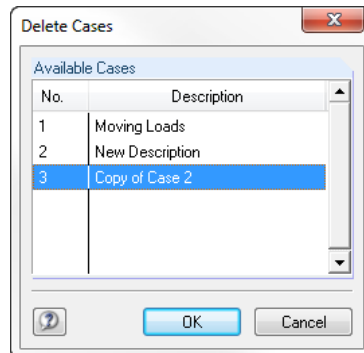 Delete Cases
Available Cases
No. Description
1 Moving Loads
2 New Description
3 Copy of Case 2
OK Cancel